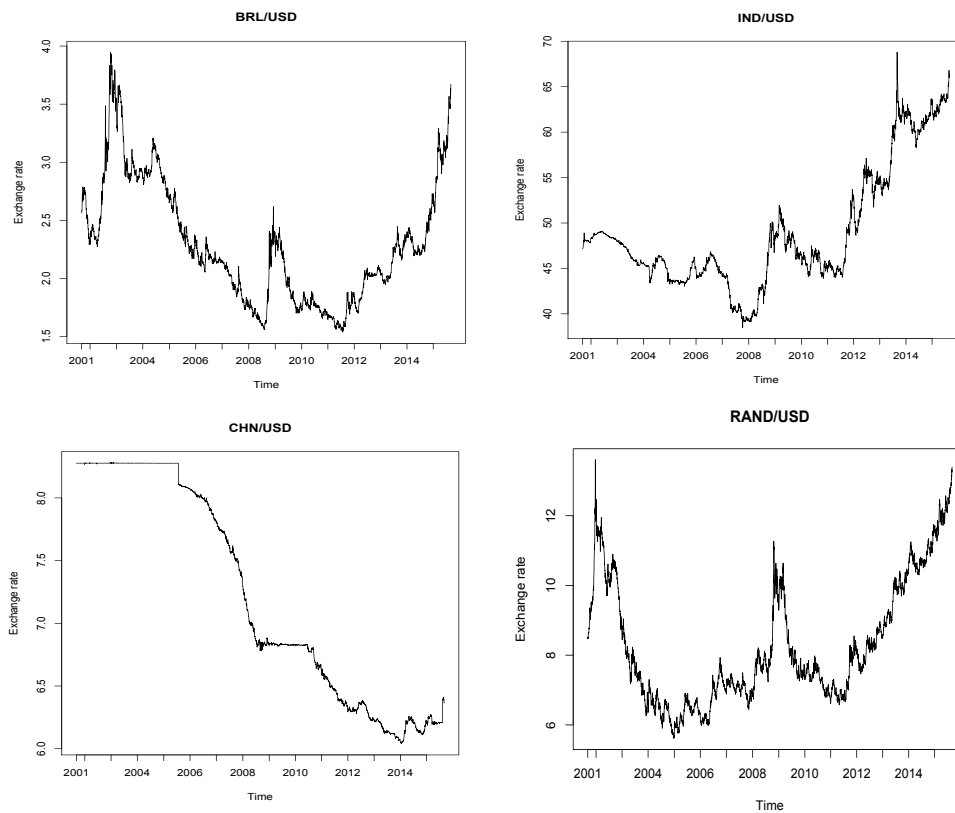 BRL/USD
Exchange rate
4.0
3.5
3.0
2.5
2.0
1.5
2001 2004 2006 2008 2010 2012 2014
Time
IND/USD
Exchange rate
70
65
60
55
50
45
40
2001 2004 2006 2008 2010 2012 2014
Time
CHN/USD
Exchange rate
8.0
7.5
7.0
6.5
6.0
2001 2004 2006 2008 2010 2012 2014
Time
RAND/USD
Exchange rate
12
10
8
6
2001 2004 2006 2008 2010 2012 2014
Time